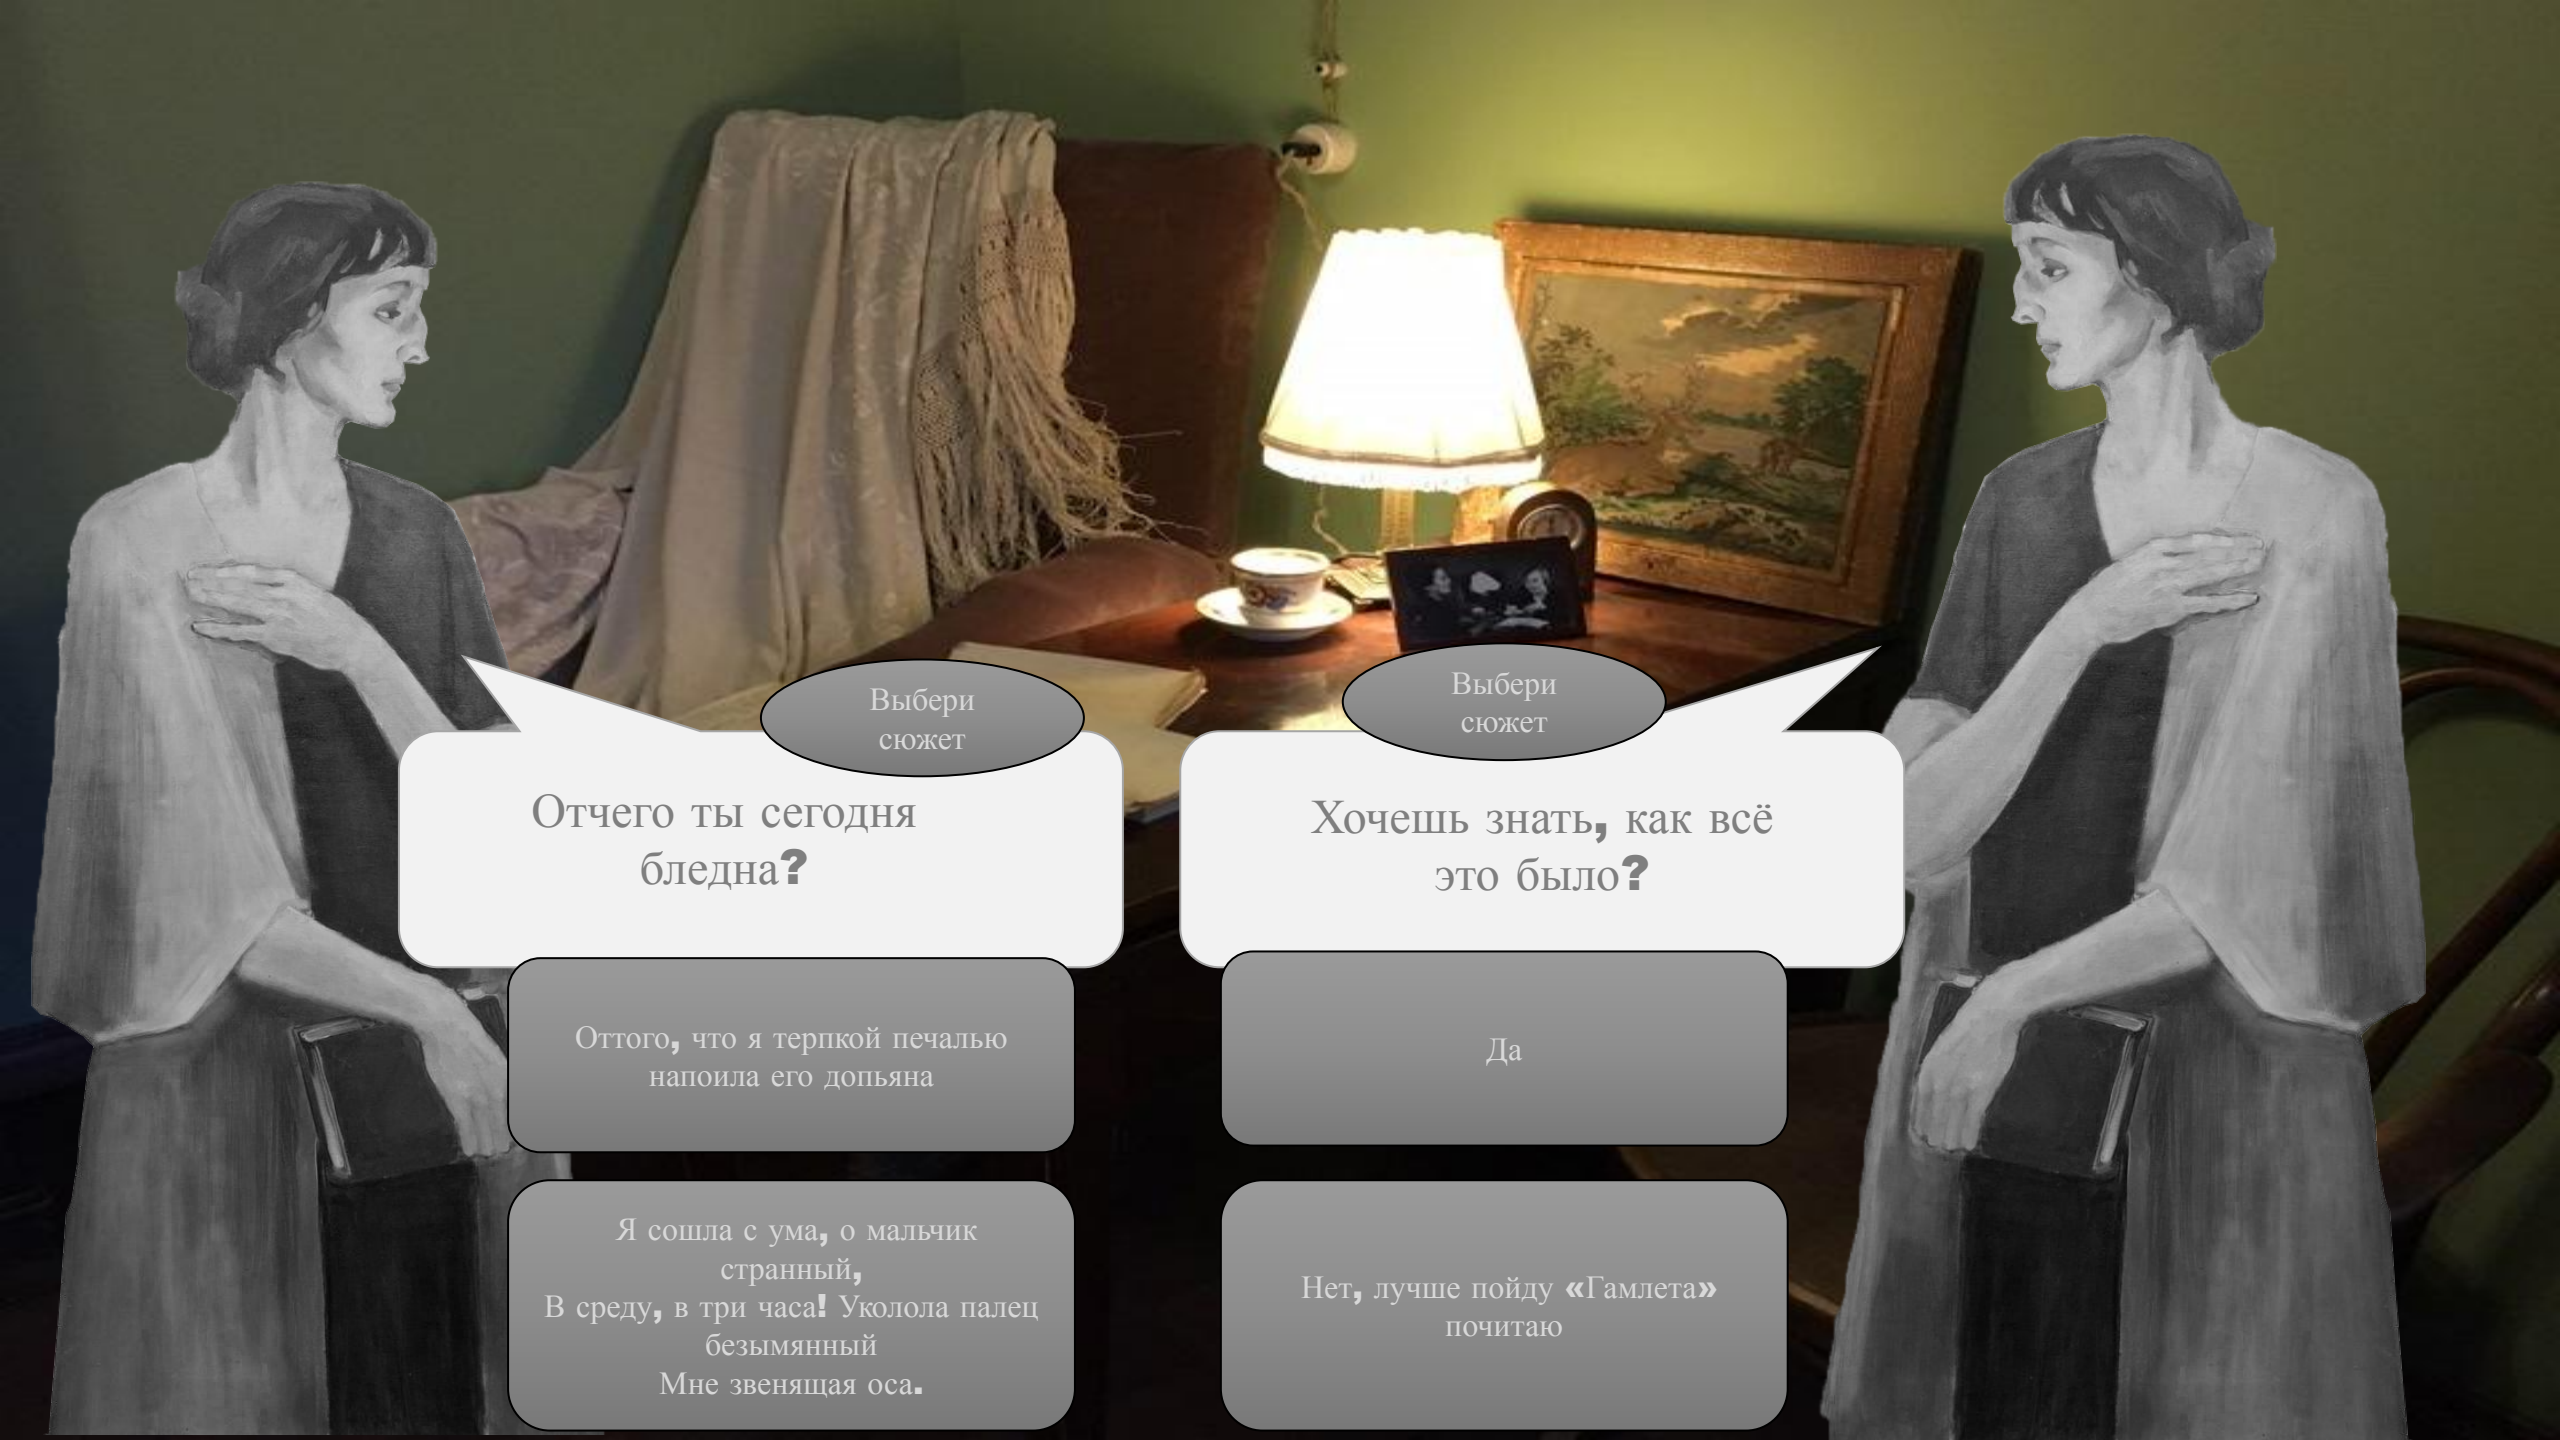 Выбери
сюжет
Отчего ты сегодня
бледна?
Оттого, что я терпкой печалью
напоила его допьяна
Я сошла с ума, о мальчик
странный,
В среду, в три часа! Уколола палец
безымянный
Мне звенящая оса.
Выбери
сюжет
Хочешь знать, как всё
это было?
Да
Нет, лучше пойду «Гамлета»
почитаю